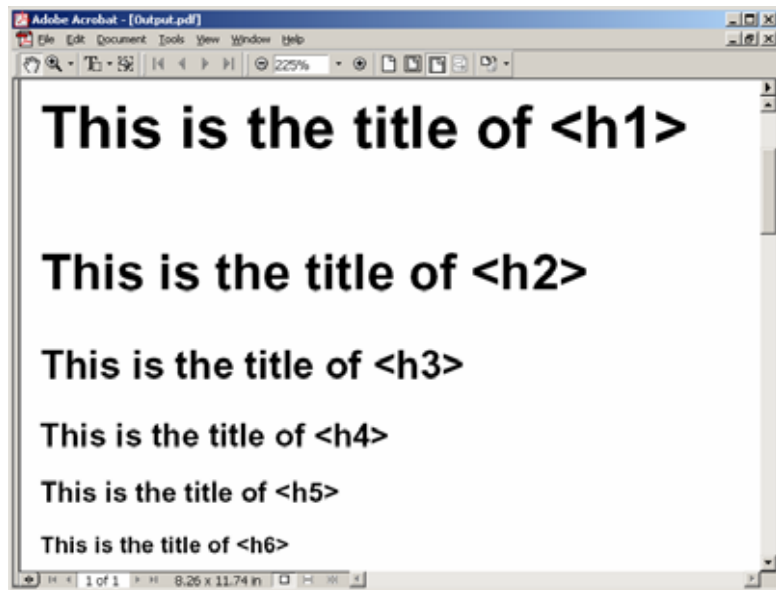 Adobe Acrobat - [Output.pdf]
File Edit Document Tools View Window Help
225%
This is the title of <h1>
This is the title of <h2>
This is the title of <h3>
This is the title of <h4>
This is the title of <h5>
This is the title of <h6>
1 of 1 8.26 x 11.74 in